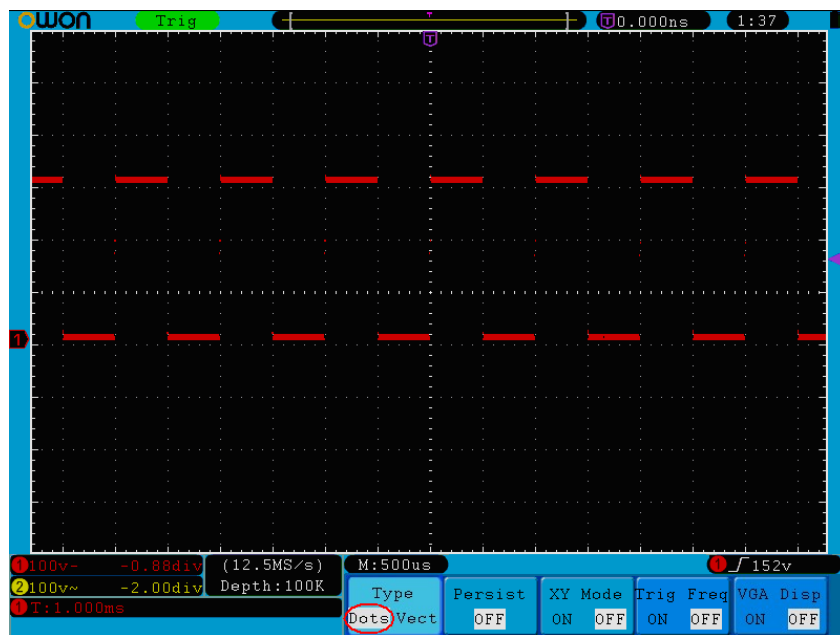 OWON Trig T T 0.000ns 1:37
T
1
1 100v- -0.88div (12.5MS/s) M:500us 1 152v
2 100v~ -2.00div Depth:100K
1 T:1.000ms
Type Persist XY Mode Trig Freq VGA Disp
Dots Vect OFF ON OFF ON OFF ON OFF